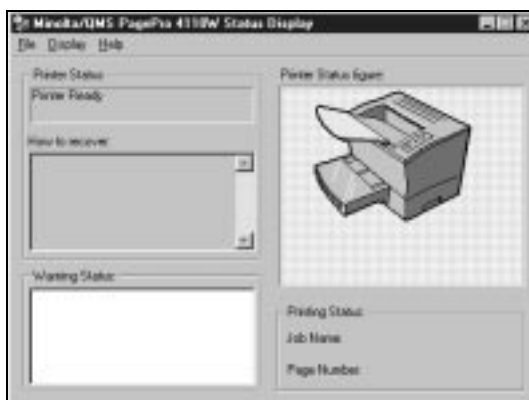 Minolta/QMS PagePro 4110W Status Display
File Display Help
Printer Status
Printer Ready
How to recover:
Warning Status:
Printer Status figure:
Printing Status:
Job Name:
Page Number: